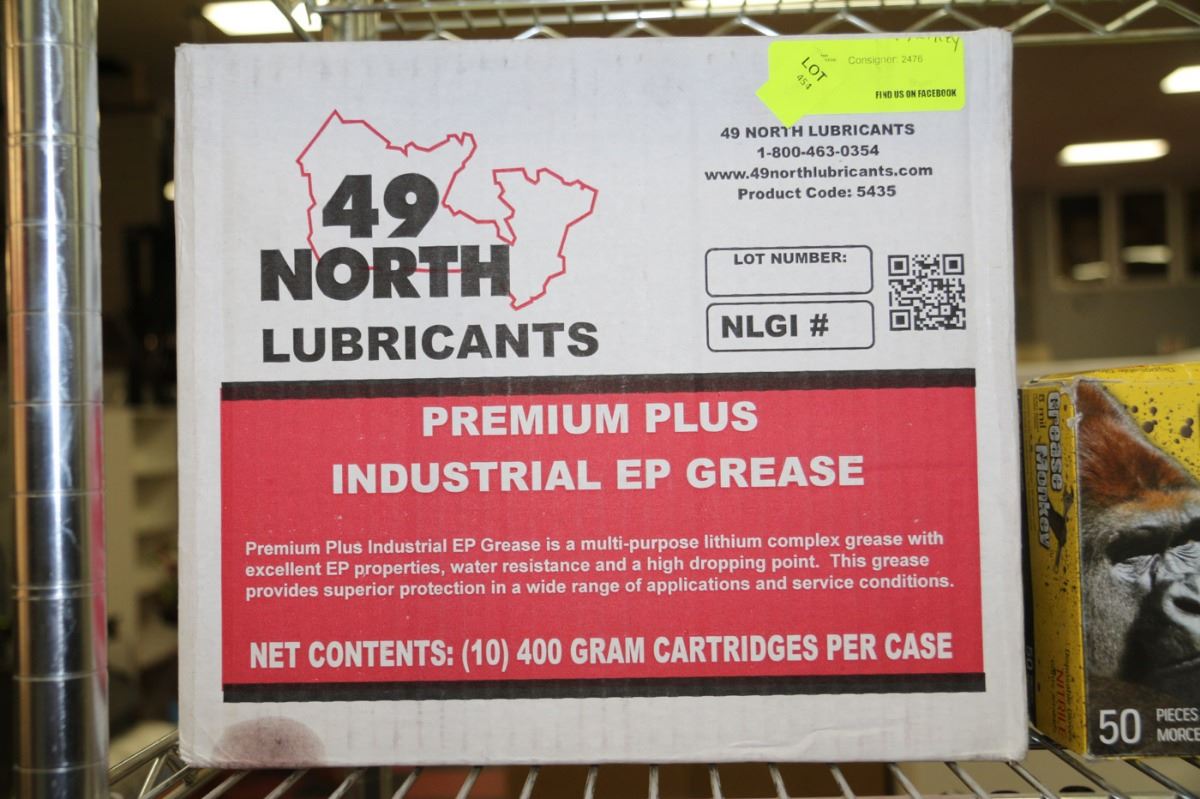 LOT
454
Consigner: 2476
FIND US ON FACEBOOK
49 NORTH LUBRICANTS
1-800-463-0354
www.49northlubricants.com
Product Code: 5435
49
NORTH
LUBRICANTS
LOT NUMBER:
NLGI #
PREMIUM PLUS
INDUSTRIAL EP GREASE
Premium Plus Industrial EP Grease is a multi-purpose lithium complex grease with
excellent EP properties, water resistance and a high dropping point. This grease
provides superior protection in a wide range of applications and service conditions.
NET CONTENTS: (10) 400 GRAM CARTRIDGES PER CASE
Grease Monkey
8 mil
NITRILE
50
PIECES
MORCE